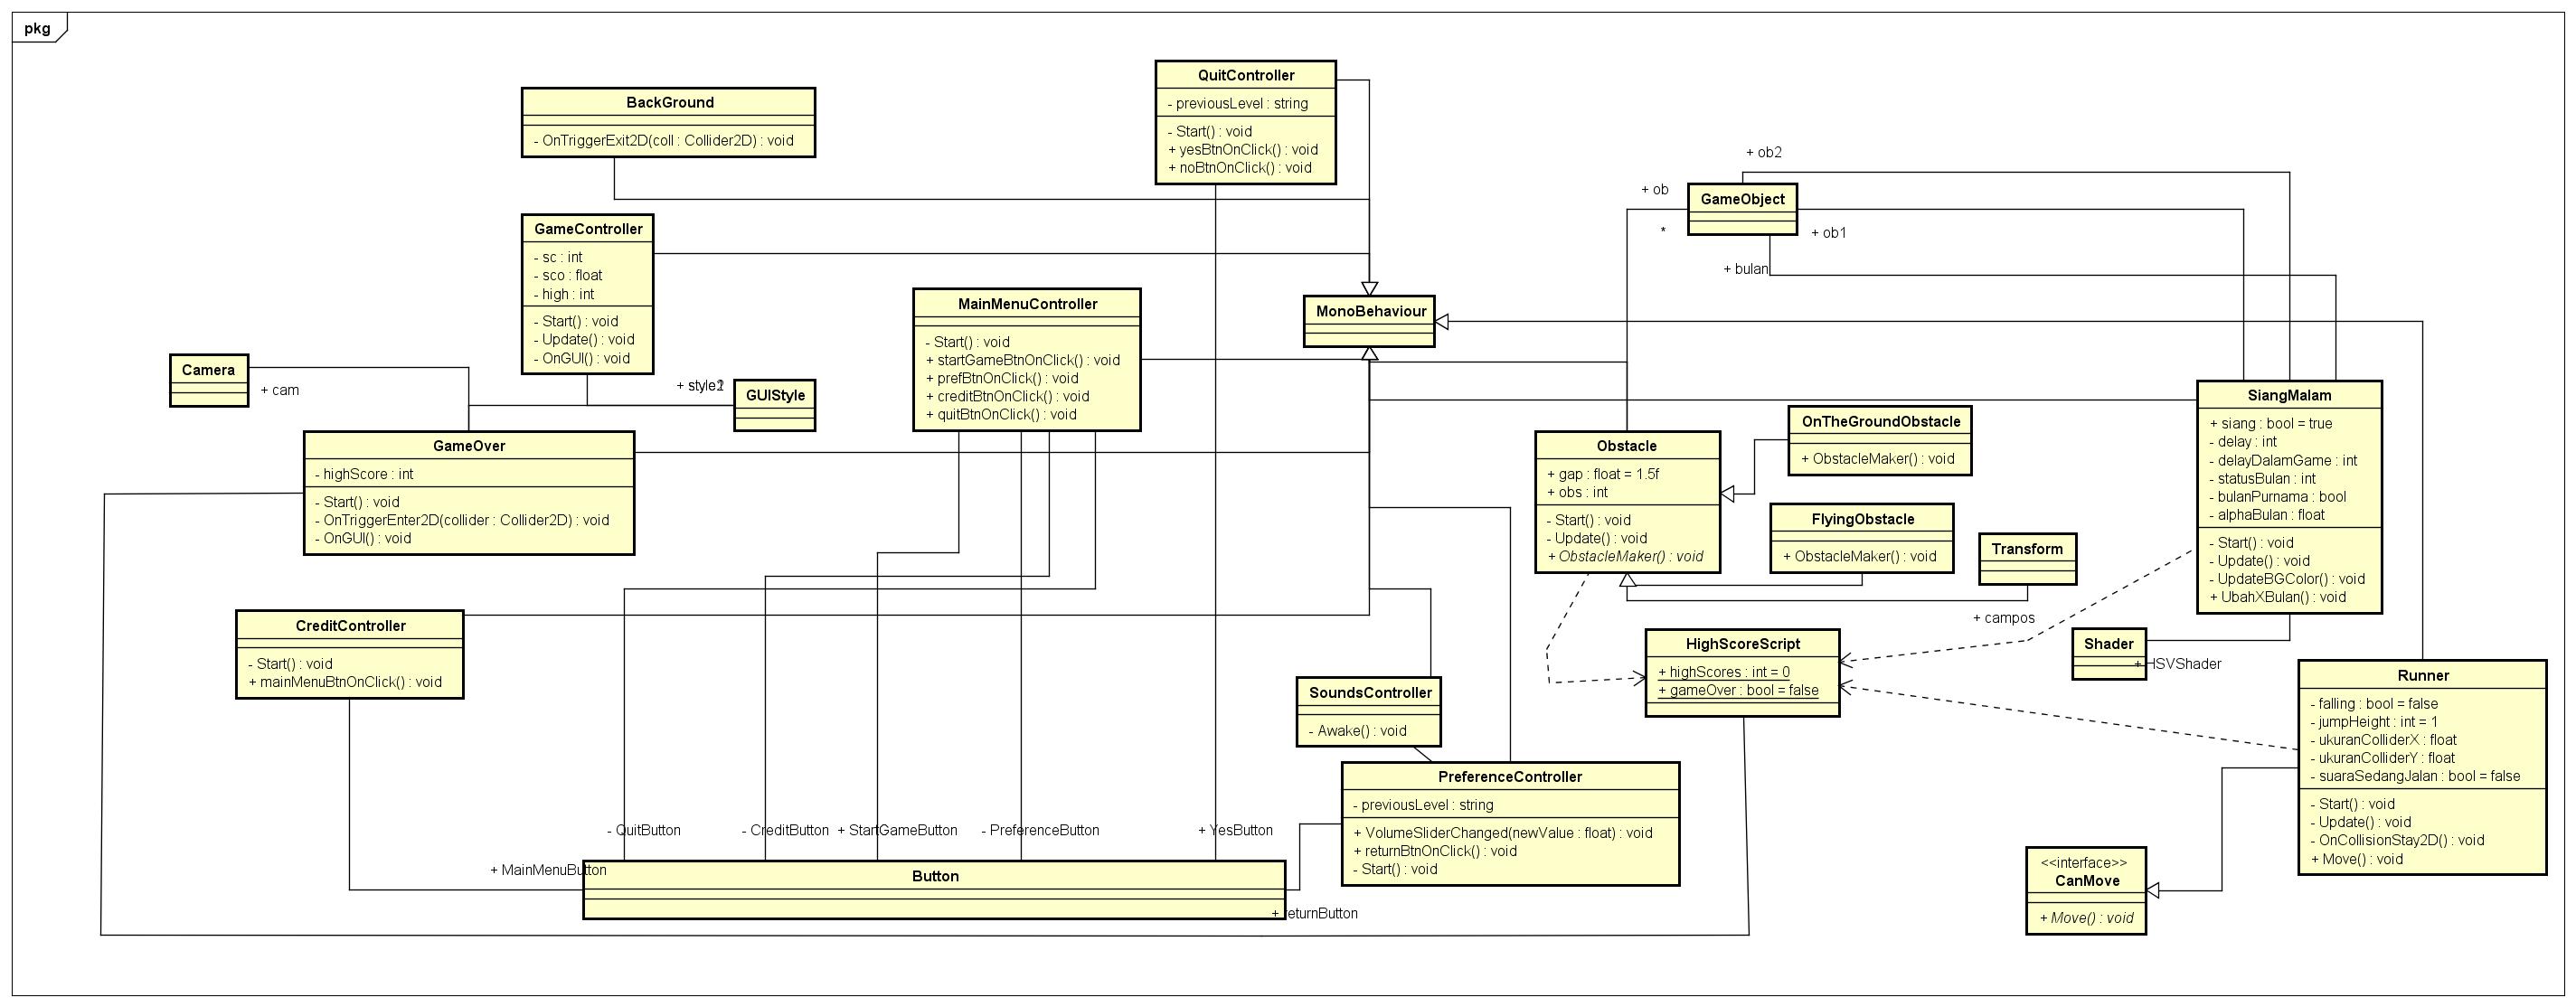 pkg
QuitController
- previousLevel : string
- Start() : void
+ yesBtnOnClick() : void
+ noBtnOnClick() : void
BackGround
- OnTriggerExit2D(coll : Collider2D) : void
+ ob2
+ ob
*
GameObject
+ ob1
+ bulan
GameController
- sc : int
- sco : float
- high : int
- Start() : void
- Update() : void
- OnGUI() : void
MainMenuController
- Start() : void
+ startGameBtnOnClick() : void
+ prefBtnOnClick() : void
+ creditBtnOnClick() : void
+ quitBtnOnClick() : void
MonoBehaviour
Camera
+ cam
GUIStyle
GameOver
- highScore : int
- Start() : void
- OnTriggerEnter2D(collider : Collider2D) : void
- OnGUI() : void
Obstacle
+ gap : float = 1.5f
+ obs : int
- Start() : void
- Update() : void
+ ObstacleMaker() : void
OnTheGroundObstacle
+ ObstacleMaker() : void
FlyingObstacle
+ ObstacleMaker() : void
Transform
+ campos
SiangMalam
+ siang : bool = true
- delay : int
- delayDalamGame : int
- statusBulan : int
- bulanPurnama : bool
- alphaBulan : float
- Start() : void
- Update() : void
- UpdateBGColor() : void
+ UbahXBulan() : void
CreditController
- Start() : void
+ mainMenuBtnOnClick() : void
HighScoreScript
+ highScores : int = 0
+ gameOver : bool = false
Shader
+ HSVShader
SoundsController
- Awake() : void
Runner
- falling : bool = false
- jumpHeight : int = 1
- ukuranColliderX : float
- ukuranColliderY : float
- suaraSedangJalan : bool = false
- Start() : void
- Update() : void
- OnCollisionStay2D() : void
+ Move() : void
PreferenceController
- previousLevel : string
+ VolumeSliderChanged(newValue : float) : void
+ returnBtnOnClick() : void
- Start() : void
- QuitButton
- CreditButton
+ StartGameButton
- PreferenceButton
+ YesButton
+ MainMenuButton
Button
+ returnButton
<<interface>>
CanMove
+ Move() : void